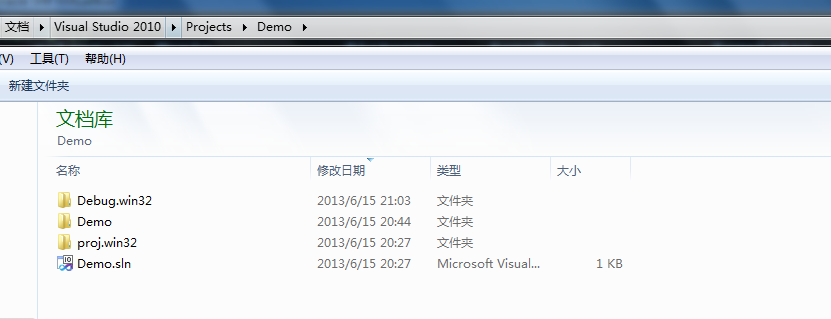 文档 Visual Studio 2010 Projects Demo
(V) 工具(T) 帮助(H)
新建文件夹
文档库
Demo
名称 修改日期 类型 大小
Debug.win32 2013/6/15 21:03 文件夹
Demo 2013/6/15 20:44 文件夹
proj.win32 2013/6/15 20:27 文件夹
Demo.sln 2013/6/15 20:27 Microsoft Visual... 1 KB